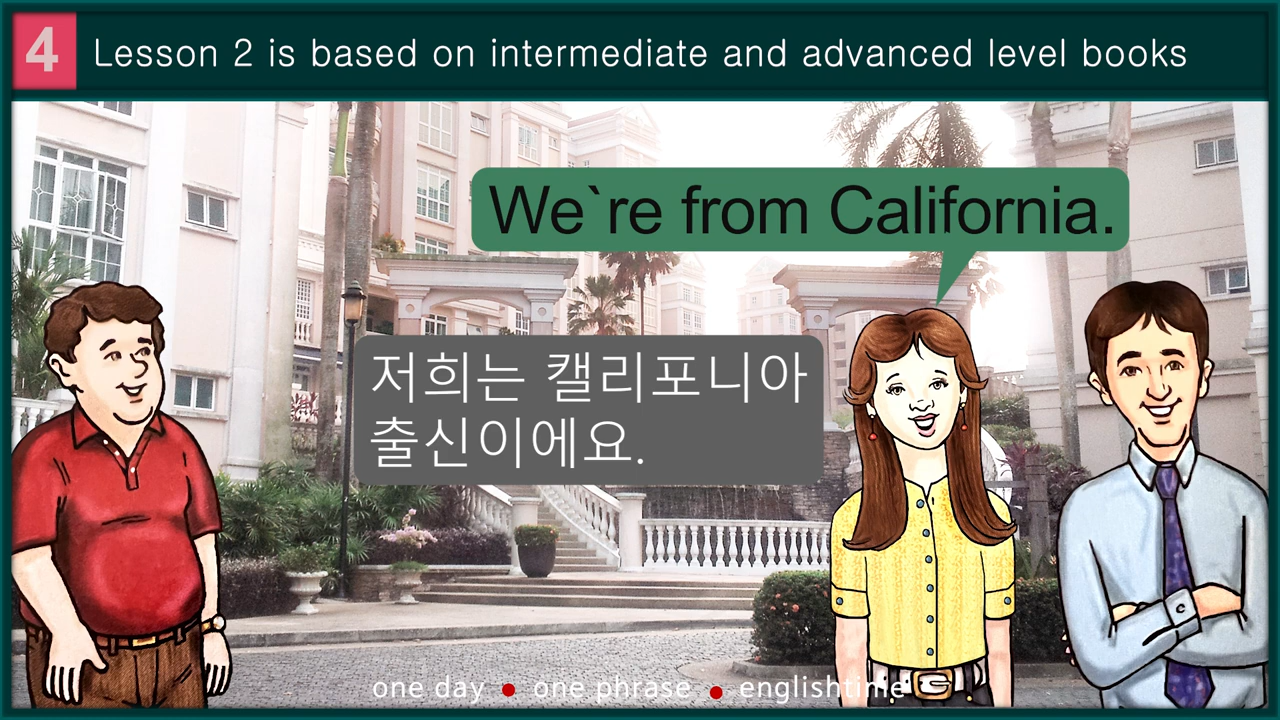 4
Lesson 2 is based on intermediate and advanced level books
We`re from California.
저희는 캘리포니아
출신이에요.
one day ● one phrase ● englishtime